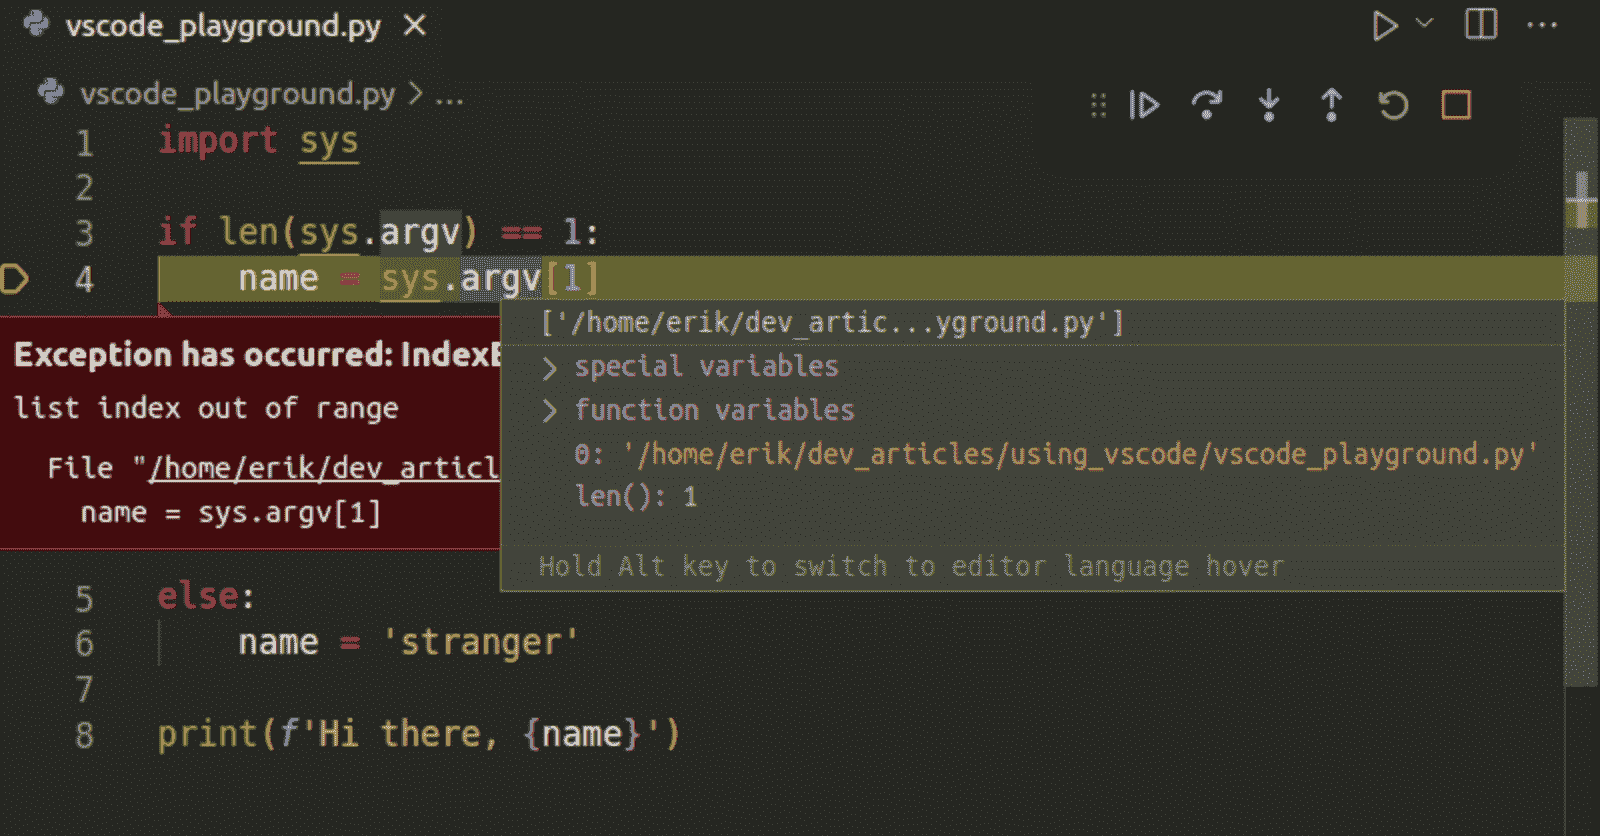 vscode_playground.py
vscode_playground.py > ...
1 import sys
2
3 if len(sys.argv) == 1:
4 name = sys.argv[1]
['/home/erik/dev_artic...yground.py']
special variables
function variables
0: '/home/erik/dev_articles/using_vscode/vscode_playground.py'
len(): 1
Hold Alt key to switch to editor language hover
Exception has occurred: IndexE
list index out of range
File "/home/erik/dev_articl
name = sys.argv[1]
5 else:
6 name = 'stranger'
7
8 print(f'Hi there, {name}')